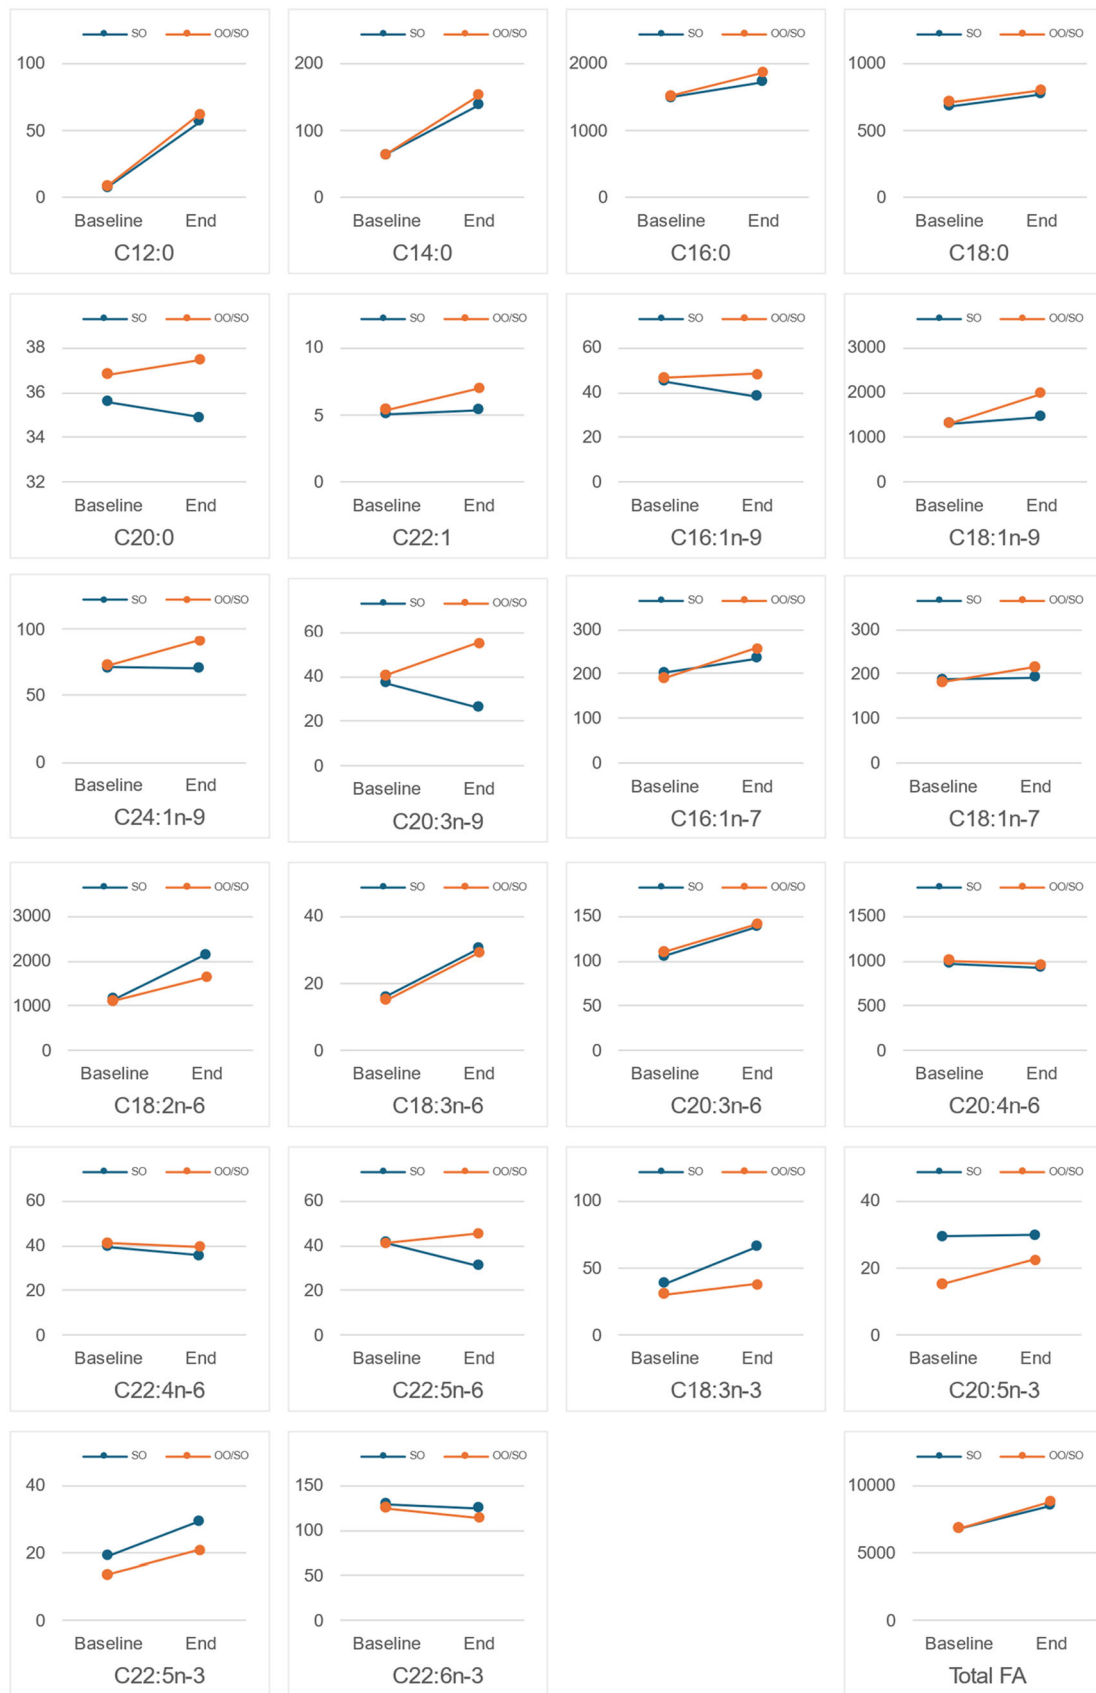 SO OO/SO
100
50
0
Baseline End
C12:0
SO OO/SO
200
100
0
Baseline End
C14:0
SO OO/SO
2000
1000
0
Baseline End
C16:0
SO OO/SO
1000
500
0
Baseline End
C18:0
SO OO/SO
38
36
34
32
Baseline End
C20:0
SO OO/SO
10
5
0
Baseline End
C22:1
SO OO/SO
60
40
20
0
Baseline End
C16:1n-9
SO OO/SO
3000
2000
1000
0
Baseline End
C18:1n-9
SO OO/SO
100
50
0
Baseline End
C24:1n-9
SO OO/SO
60
40
20
0
Baseline End
C20:3n-9
SO OO/SO
300
200
100
0
Baseline End
C16:1n-7
SO OO/SO
300
200
100
0
Baseline End
C18:1n-7
SO OO/SO
3000
2000
1000
0
Baseline End
C18:2n-6
SO OO/SO
40
20
0
Baseline End
C18:3n-6
SO OO/SO
150
100
50
0
Baseline End
C20:3n-6
SO OO/SO
1500
1000
500
0
Baseline End
C20:4n-6
SO OO/SO
60
40
20
0
Baseline End
C22:4n-6
SO OO/SO
60
40
20
0
Baseline End
C22:5n-6
SO OO/SO
100
50
0
Baseline End
C18:3n-3
SO OO/SO
40
20
0
Baseline End
C20:5n-3
SO OO/SO
40
20
0
Baseline End
C22:5n-3
SO OO/SO
150
100
50
0
Baseline End
C22:6n-3
SO OO/SO
10000
5000
0
Baseline End
Total FA